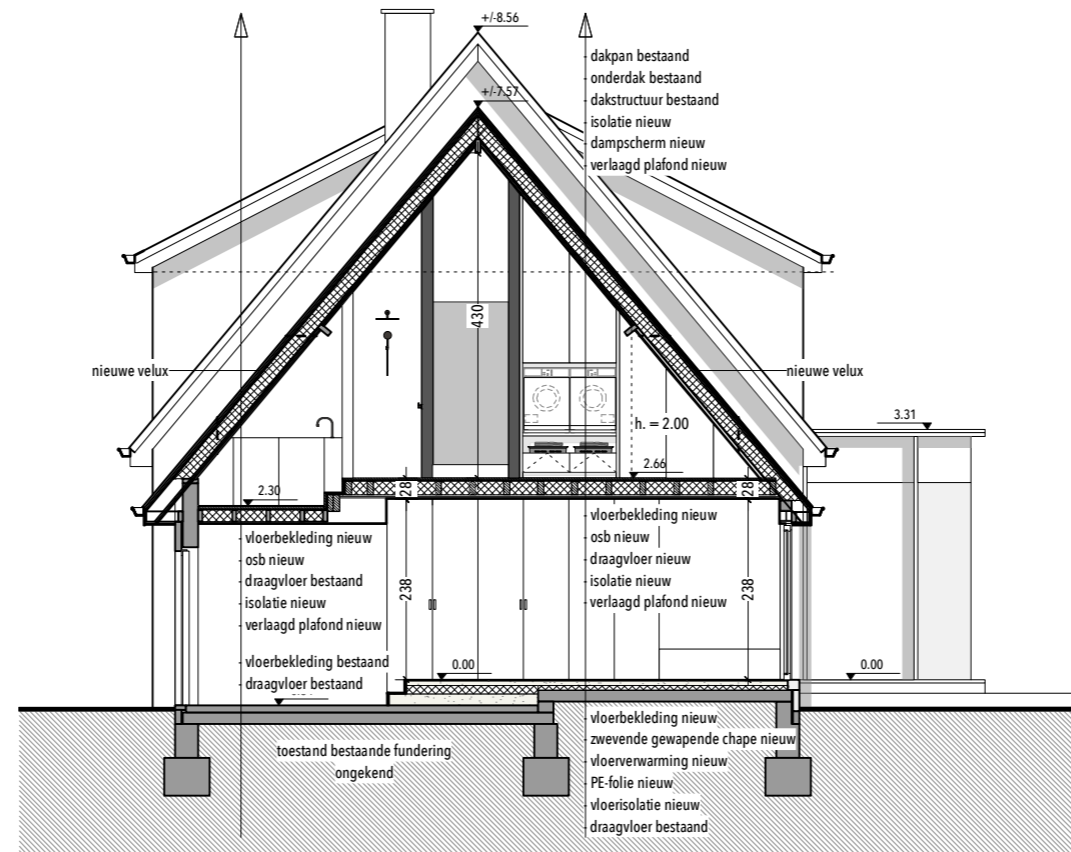 +/-8.56
dakpan bestaand
onderdak bestaand
dakstructuur bestaand
isolatie nieuw
dampscherm nieuw
verlaagd plafond nieuw
+/-7.57
430
nieuwe velux
nieuwe velux
h. = 2.00
3.31
2.66
2.30
28
28
vloerbekleding nieuw
osb nieuw
draagvloer bestaand
isolatie nieuw
verlaagd plafond nieuw
vloerbekleding bestaand
draagvloer bestaand
vloerbekleding nieuw
osb nieuw
draagvloer nieuw
isolatie nieuw
verlaagd plafond nieuw
238
238
0.00
0.00
toestand bestaande fundering
ongekend
vloerbekleding nieuw
zwevende gewapende chape nieuw
vloerverwarming nieuw
PE-folie nieuw
vloerisolatie nieuw
draagvloer bestaand